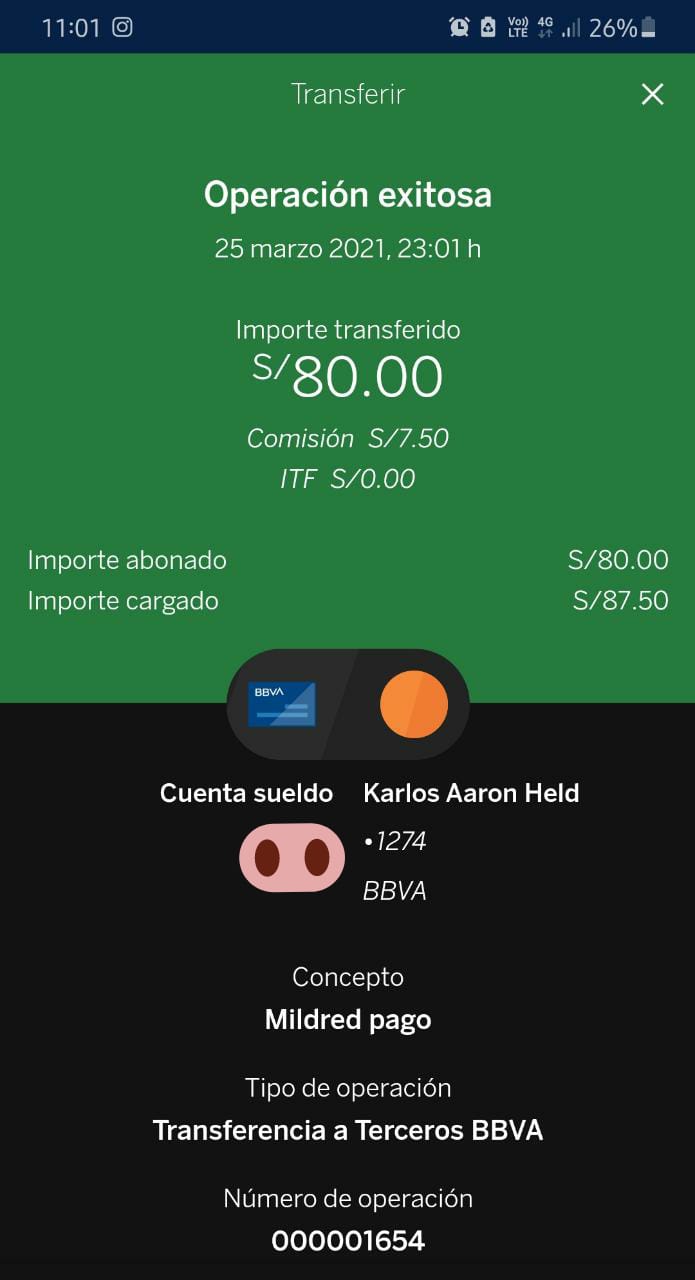 11:01 Vo)) LTE 4G 26%
Transferir
Operación exitosa
25 marzo 2021, 23:01 h
Importe transferido
S/80.00
Comisión S/7.50
ITF S/0.00
Importe abonado S/80.00
Importe cargado S/87.50
BBVA
Cuenta sueldo Karlos Aaron Held
•1274
BBVA
Concepto
Mildred pago
Tipo de operación
Transferencia a Terceros BBVA
Número de operación
000001654